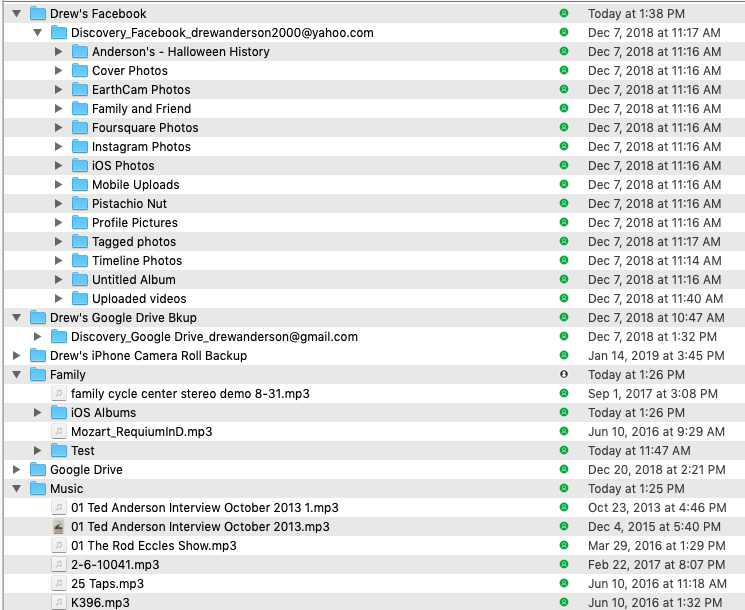 Drew's Facebook Today at 1:38 PM
Discovery_Facebook_drewanderson2000@yahoo.com Dec 7, 2018 at 11:17 AM
Anderson's - Halloween History Dec 7, 2018 at 11:16 AM
Cover Photos Dec 7, 2018 at 11:16 AM
EarthCam Photos Dec 7, 2018 at 11:16 AM
Family and Friend Dec 7, 2018 at 11:16 AM
Foursquare Photos Dec 7, 2018 at 11:16 AM
Instagram Photos Dec 7, 2018 at 11:16 AM
iOS Photos Dec 7, 2018 at 11:16 AM
Mobile Uploads Dec 7, 2018 at 11:16 AM
Pistachio Nut Dec 7, 2018 at 11:16 AM
Profile Pictures Dec 7, 2018 at 11:16 AM
Tagged photos Dec 7, 2018 at 11:17 AM
Timeline Photos Dec 7, 2018 at 11:14 AM
Untitled Album Dec 7, 2018 at 11:16 AM
Uploaded videos Dec 7, 2018 at 11:40 AM
Drew's Google Drive Bkup Dec 7, 2018 at 10:47 AM
Discovery_Google Drive_drewanderson@gmail.com Dec 7, 2018 at 1:32 PM
Drew's iPhone Camera Roll Backup Jan 14, 2019 at 3:45 PM
Family Today at 1:26 PM
family cycle center stereo demo 8-31.mp3 Sep 1, 2017 at 3:08 PM
iOS Albums Today at 1:26 PM
Mozart_RequiumInD.mp3 Jun 10, 2016 at 9:29 AM
Test Today at 11:47 AM
Google Drive Dec 20, 2018 at 2:21 PM
Music Today at 1:25 PM
01 Ted Anderson Interview October 2013 1.mp3 Oct 23, 2013 at 4:46 PM
01 Ted Anderson Interview October 2013.mp3 Dec 4, 2015 at 5:40 PM
01 The Rod Eccles Show.mp3 Mar 29, 2016 at 1:29 PM
2-6-10041.mp3 Feb 22, 2017 at 8:07 PM
25 Taps.mp3 Jun 10, 2016 at 11:18 AM
K396.mp3 Jun 10, 2016 at 1:32 PM